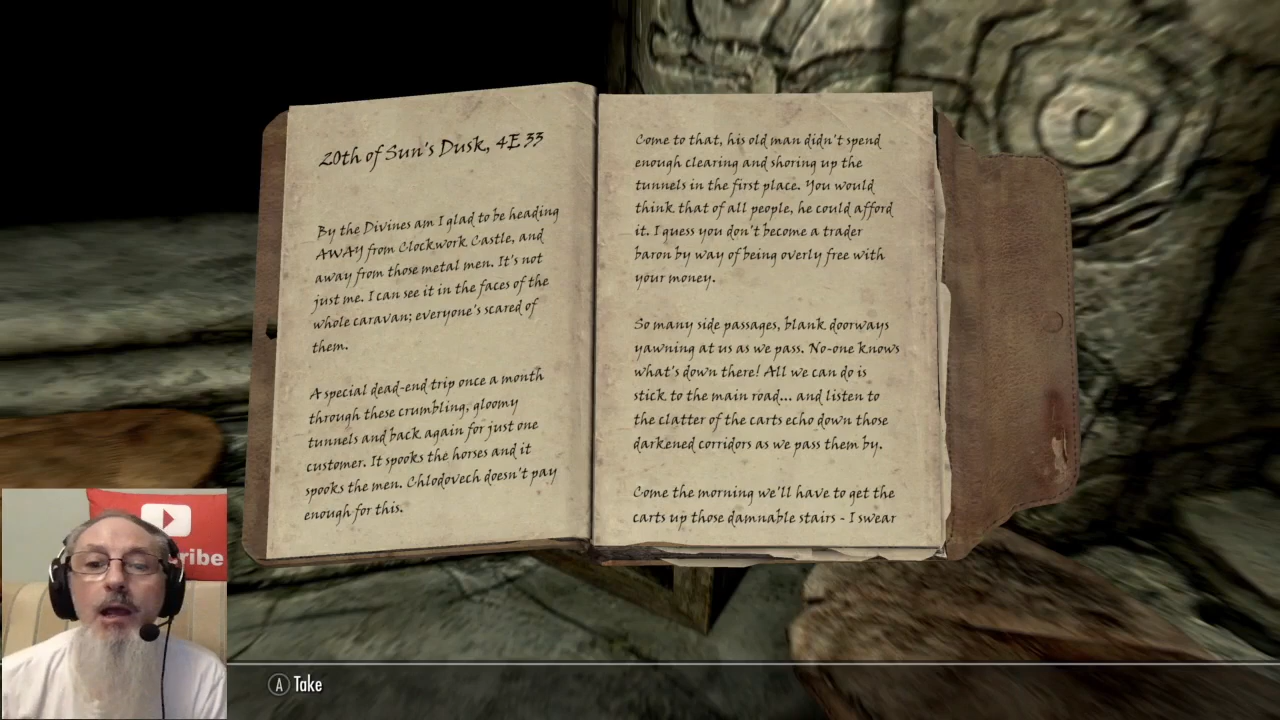 20th of Sun's Dusk, 4E 33
By the Divines am I glad to be heading
AWAY from Clockwork Castle, and
away from those metal men. It's not
just me. I can see it in the faces of the
whole caravan; everyone's scared of
them.
A special dead-end trip once a month
through these crumbling, gloomy
tunnels and back again for just one
customer. It spooks the horses and it
spooks the men. Chlodovech doesn't pay
enough for this.
Come to that, his old man didn't spend
enough clearing and shoring up the
tunnels in the first place. You would
think that of all people, he could afford
it. I guess you don't become a trader
baron by way of being overly free with
your money.
So many side passages, blank doorways
yawning at us as we pass. No-one knows
what's down there! All we can do is
stick to the main road... and listen to
the clatter of the carts echo down those
darkened corridors as we pass them by.
Come the morning we'll have to get the
carts up those damnable stairs - I swear
ribe
A Take